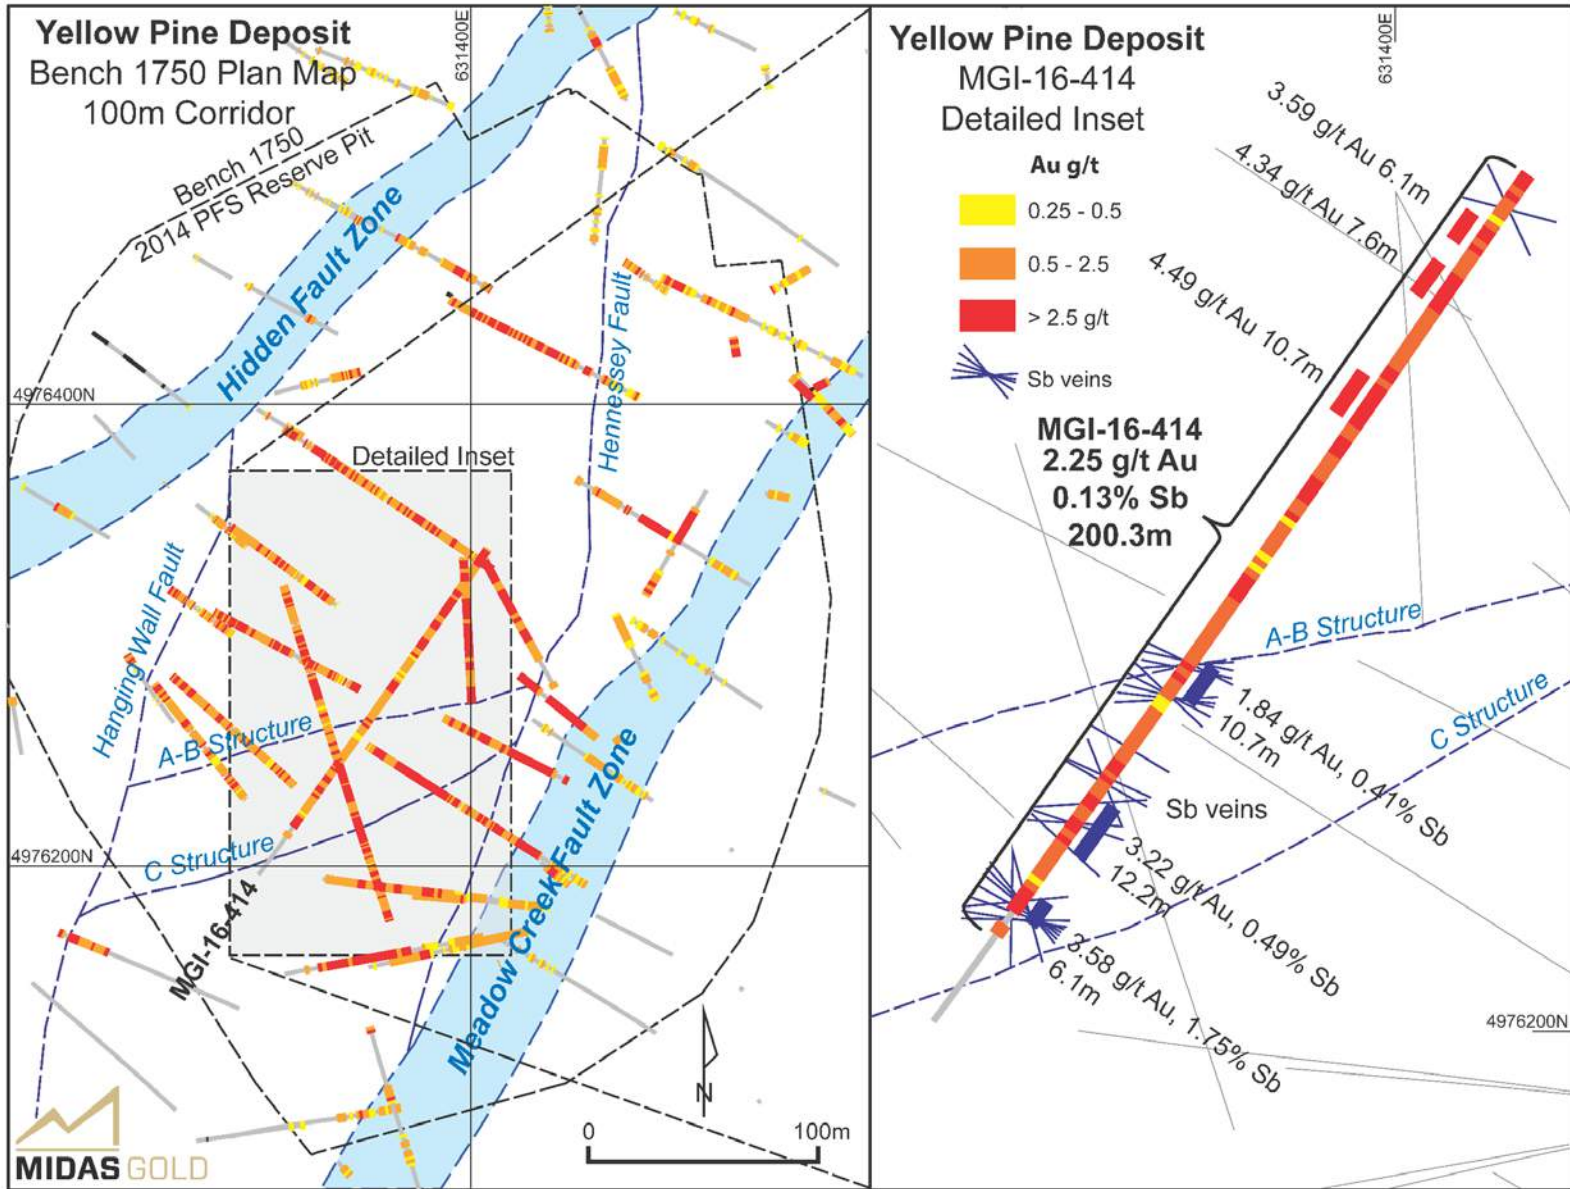 Yellow Pine Deposit
Bench 1750 Plan Map
100m Corridor
631400E
Bench 1750
2014 PFS Reserve Pit
Hidden Fault Zone
Hennessey Fault
4976400N
Detailed Inset
Hanging Wall Fault
A-B Structure
C Structure
4976200N
MGI-16-414
Meadow Creek Fault Zone
N
0 100m
MIDAS GOLD
Yellow Pine Deposit
MGI-16-414
Detailed Inset
631400E
Au g/t
0.25 - 0.5
0.5 - 2.5
> 2.5 g/t
Sb veins
3.59 g/t Au 6.1m
4.34 g/t Au 7.6m
4.49 g/t Au 10.7m
MGI-16-414
2.25 g/t Au
0.13% Sb
200.3m
A-B Structure
C Structure
1.84 g/t Au, 0.41% Sb
10.7m
Sb veins
3.22 g/t Au, 0.49% Sb
12.2m
3.58 g/t Au, 1.75% Sb
6.1m
4976200N